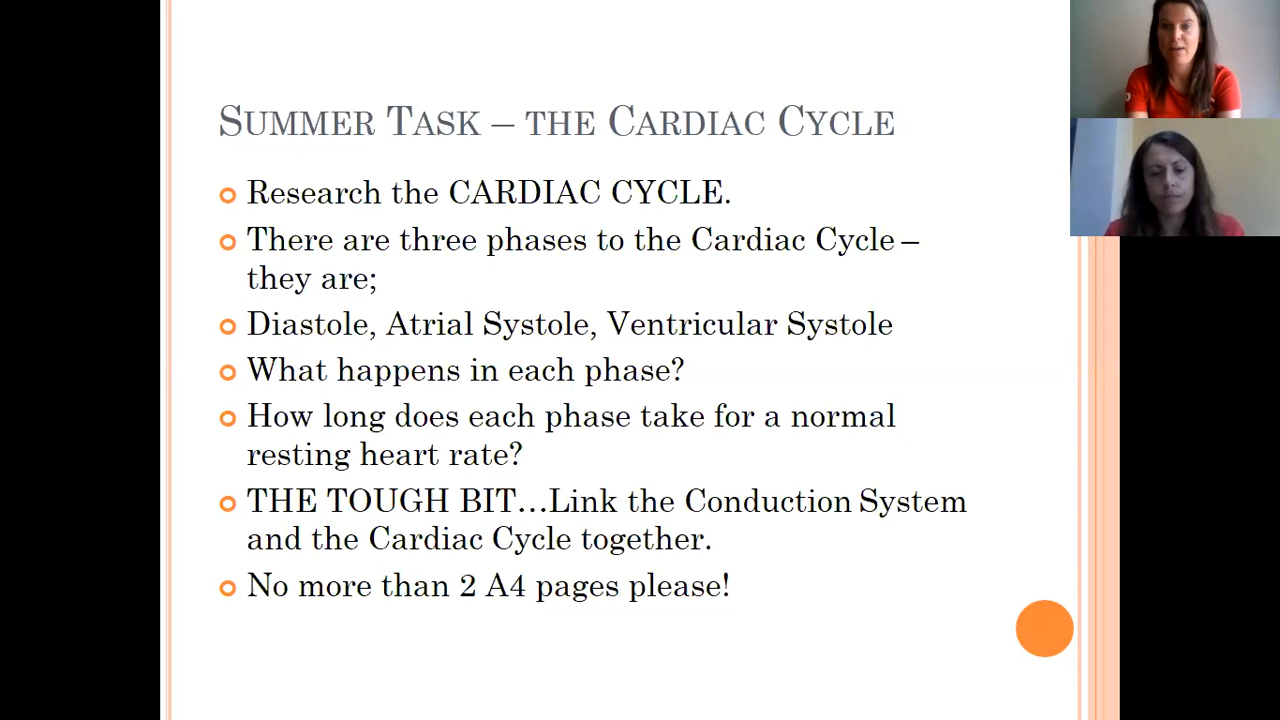 SUMMER TASK – THE CARDIAC CYCLE
Research the CARDIAC CYCLE.
There are three phases to the Cardiac Cycle –
they are;
Diastole, Atrial Systole, Ventricular Systole
What happens in each phase?
How long does each phase take for a normal
resting heart rate?
THE TOUGH BIT...Link the Conduction System
and the Cardiac Cycle together.
No more than 2 A4 pages please!